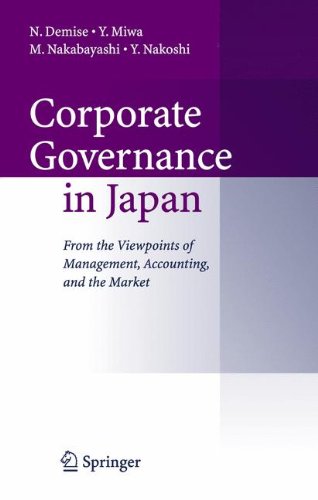 N. Demise · Y. Miwa
M. Nakabayashi · Y. Nakoshi
Corporate
Governance
in Japan
From the Viewpoints of
Management, Accounting,
and the Market
Springer